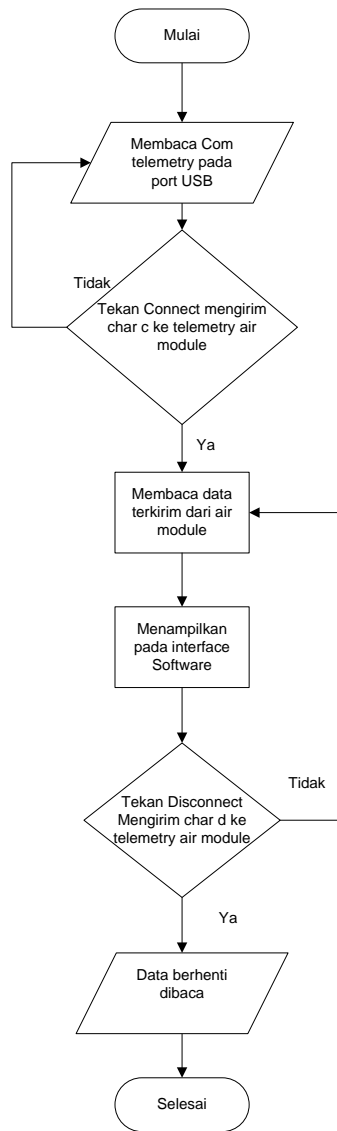 Mulai
Membaca Com
telemetry pada
port USB
Tidak
Tekan Connect mengirim
char c ke telemetry air
module
Ya
Membaca data
terkirim dari air
module
Menampilkan
pada interface
Software
Tidak
Tekan Disconnect
Mengirim char d ke
telemetry air module
Ya
Data berhenti
dibaca
Selesai